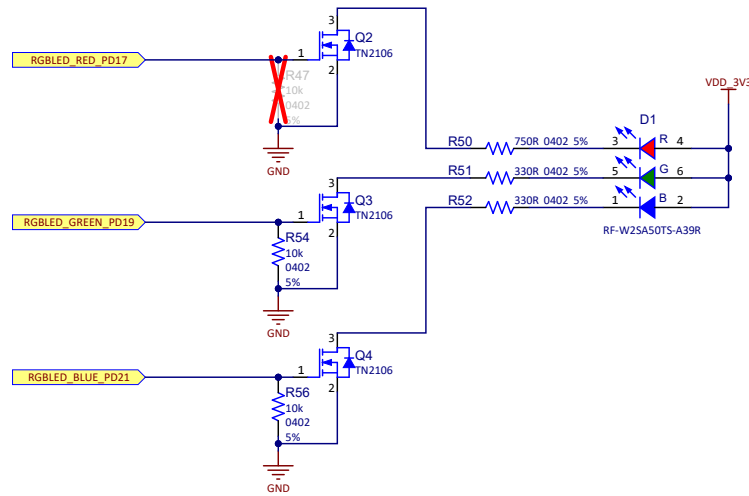 3
Q2
TN2106
RGBLED_RED_PD17
1
2
R47
10k
0402
5%
GND
VDD_3V3
D1
R50
750R 0402 5%
3
R
4
R51
330R 0402 5%
5
G
6
R52
330R 0402 5%
1
B
2
RF-W2SA50TS-A39R
3
Q3
TN2106
RGBLED_GREEN_PD19
1
2
R54
10k
0402
5%
GND
3
Q4
TN2106
RGBLED_BLUE_PD21
1
2
R56
10k
0402
5%
GND